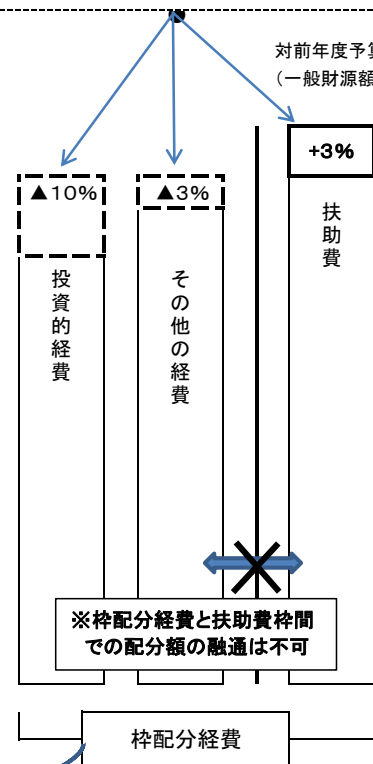 対前年度予算
（一般財源額
+3%
▲10%
▲3%
扶助費
投資的経費
その他の経費
※枠配分経費と扶助費枠間
での配分額の融通は不可
枠配分経費